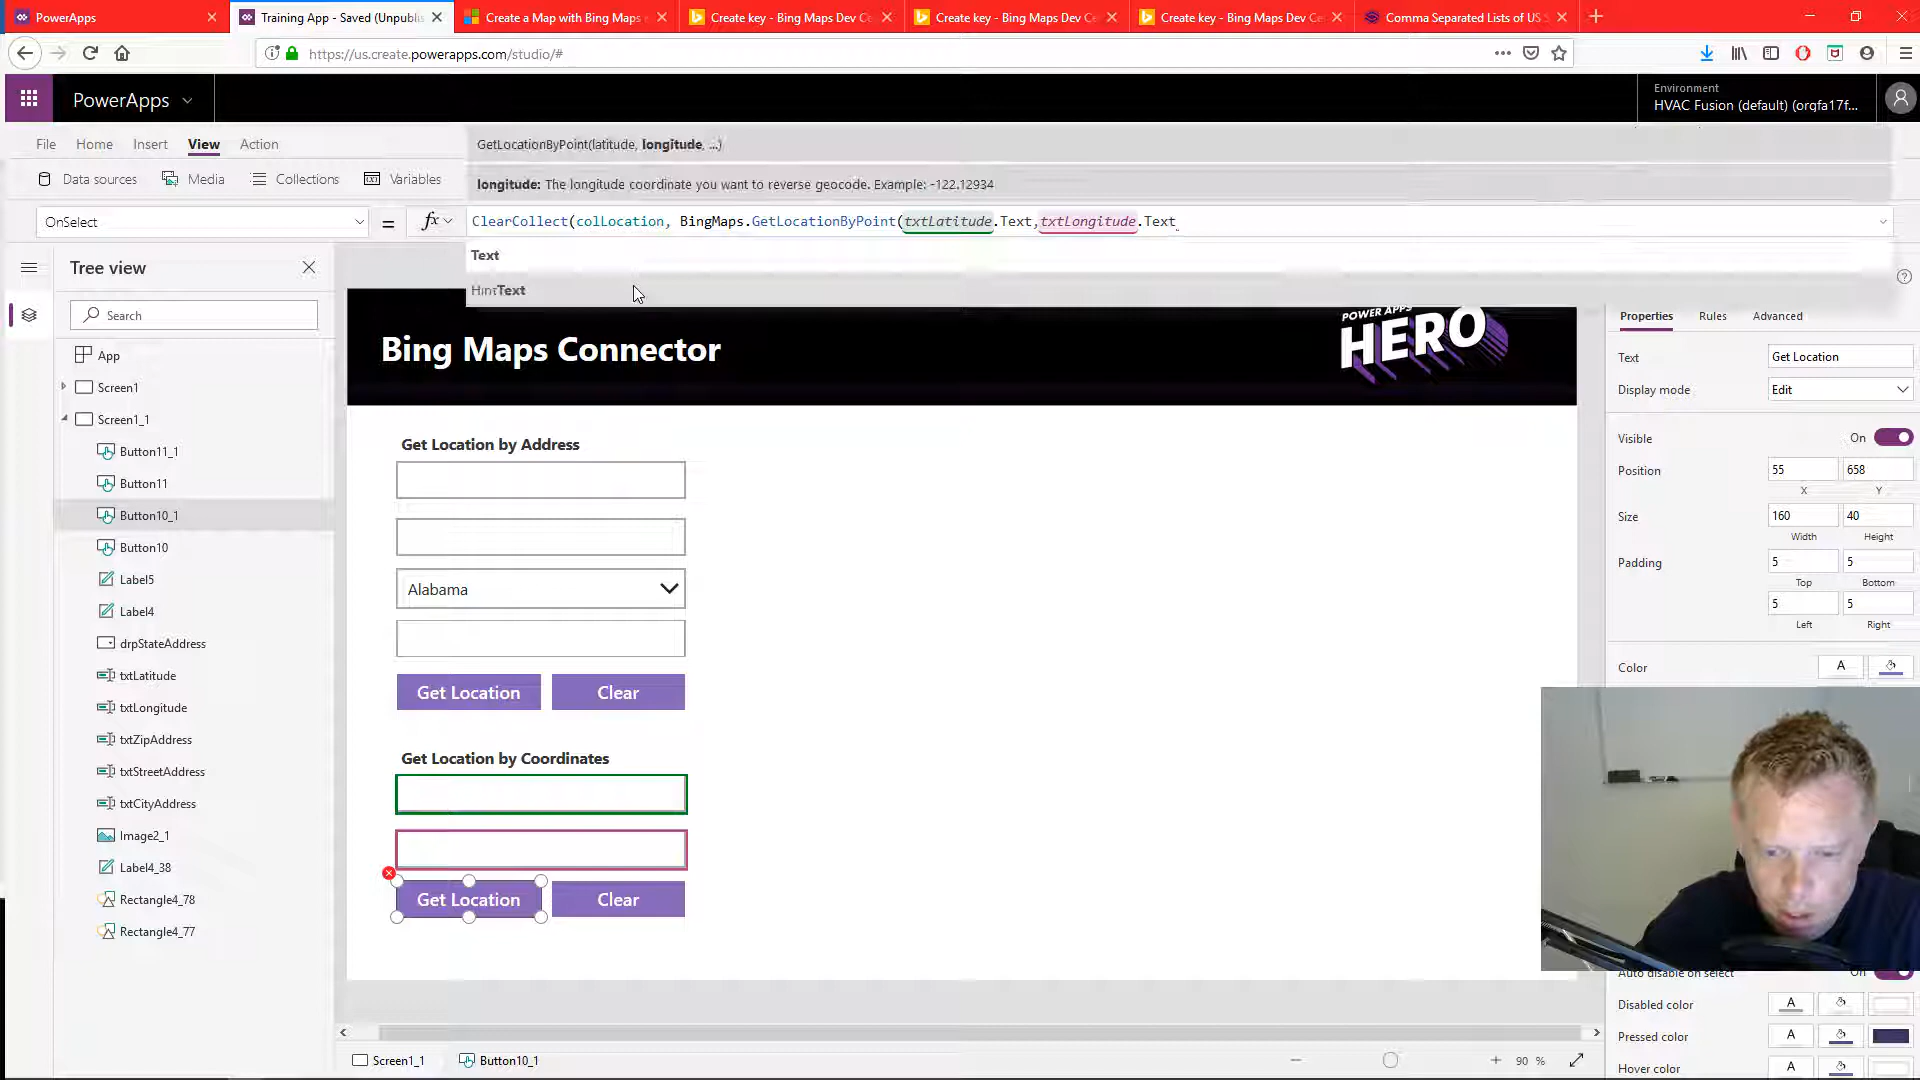 PowerApps
Training App - Saved (Unpublis
Create a Map with Bing Maps
Create key - Bing Maps Dev Ce
Create key - Bing Maps Dev Ce
Create key - Bing Maps Dev Ce
Comma Separated Lists of US S
https://us.create.powerapps.com/studio/#
PowerApps
Environment
HVAC Fusion (default) (orqfa17f...
File
Home
Insert
View
Action
GetLocationByPoint(latitude, longitude, ...)
Data sources
Media
Collections
Variables
longitude: The longitude coordinate you want to reverse geocode. Example: -122.12934
OnSelect
=
fx
ClearCollect(colLocation, BingMaps.GetLocationByPoint(txtLatitude.Text,txtLongitude.Text
Text
HintText
Tree view
Search
App
Screen1
Screen1_1
Button11_1
Button11
Button10_1
Button10
Label5
Label4
drpStateAddress
txtLatitude
txtLongitude
txtZipAddress
txtStreetAddress
txtCityAddress
Image2_1
Label4_38
Rectangle4_78
Rectangle4_77
Bing Maps Connector
POWER APPS
HERO
Get Location by Address
Alabama
Get Location
Clear
Get Location by Coordinates
Get Location
Clear
Properties
Rules
Advanced
Text
Get Location
Display mode
Edit
Visible
On
Position
55
658
X
Y
Size
160
40
Width
Height
Padding
5
5
Top
Bottom
5
5
Left
Right
Color
A
Auto disable on select
On
Disabled color
A
Pressed color
A
Hover color
A
Screen1_1
Button10_1
90 %